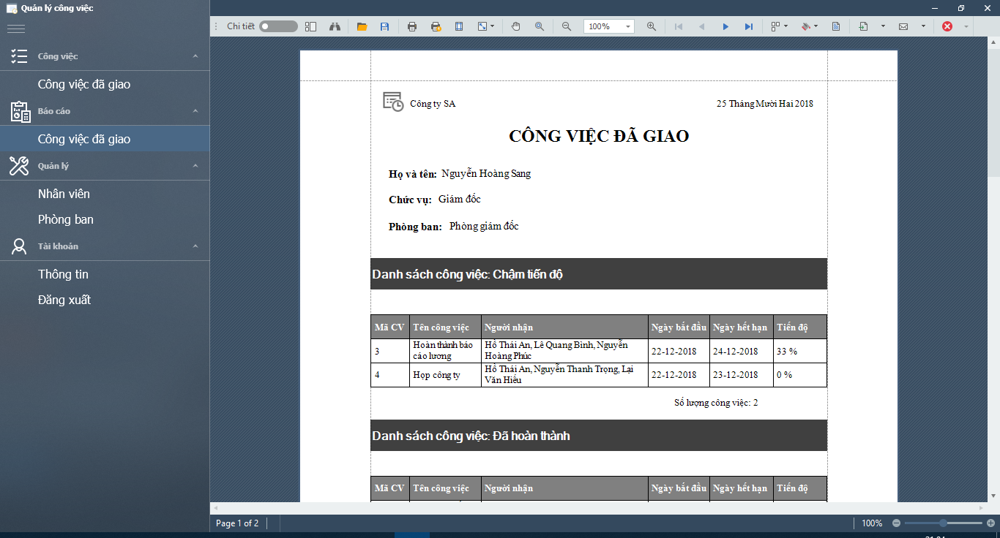 Quản lý công việc
Công việc
Công việc đã giao
Báo cáo
Công việc đã giao
Quản lý
Nhân viên
Phòng ban
Tài khoản
Thông tin
Đăng xuất
Chi tiết
100%
Công ty SA
25 Tháng Mười Hai 2018
CÔNG VIỆC ĐÃ GIAO
Họ và tên: Nguyễn Hoàng Sang
Chức vụ: Giám đốc
Phòng ban: Phòng giám đốc
Danh sách công việc: Chậm tiến độ
Mã CV Tên công việc Người nhận Ngày bắt đầu Ngày hết hạn Tiến độ
3 Hoàn thành báo cáo lương Hồ Thái An, Lê Quang Bình, Nguyễn Hoàng Phúc 22-12-2018 24-12-2018 33 %
4 Họp công ty Hồ Thái An, Nguyễn Thanh Trọng, Lại Văn Hiếu 22-12-2018 23-12-2018 0 %
Số lượng công việc: 2
Danh sách công việc: Đã hoàn thành
Mã CV Tên công việc Người nhận Ngày bắt đầu Ngày hết hạn Tiến độ
Page 1 of 2
100%